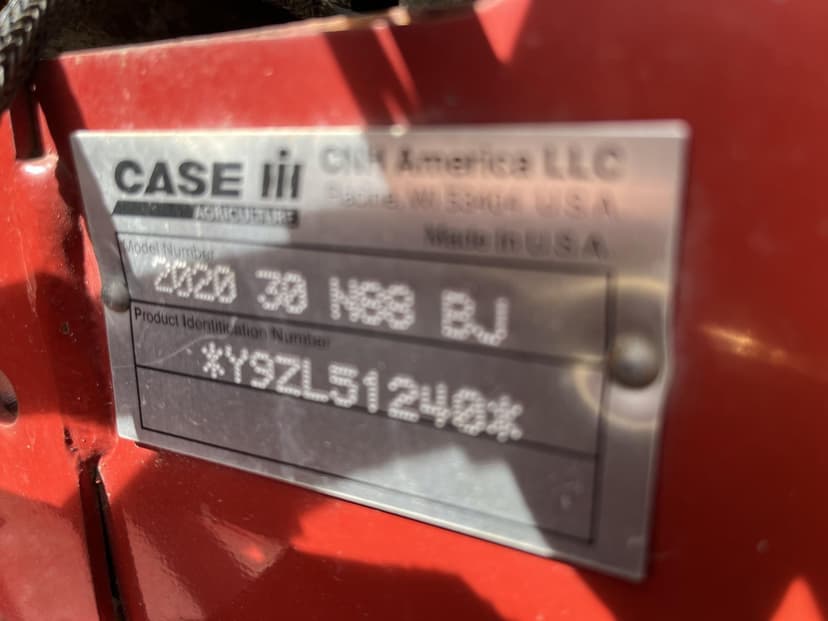 CASE IH
AGRICULTURE
CNH America LLC
Racine, WI 53404 U.S.A.
Made in U.S.A.
Model Number
2020 30 N88 BJ
Product Identification Number
*Y9ZL51240*